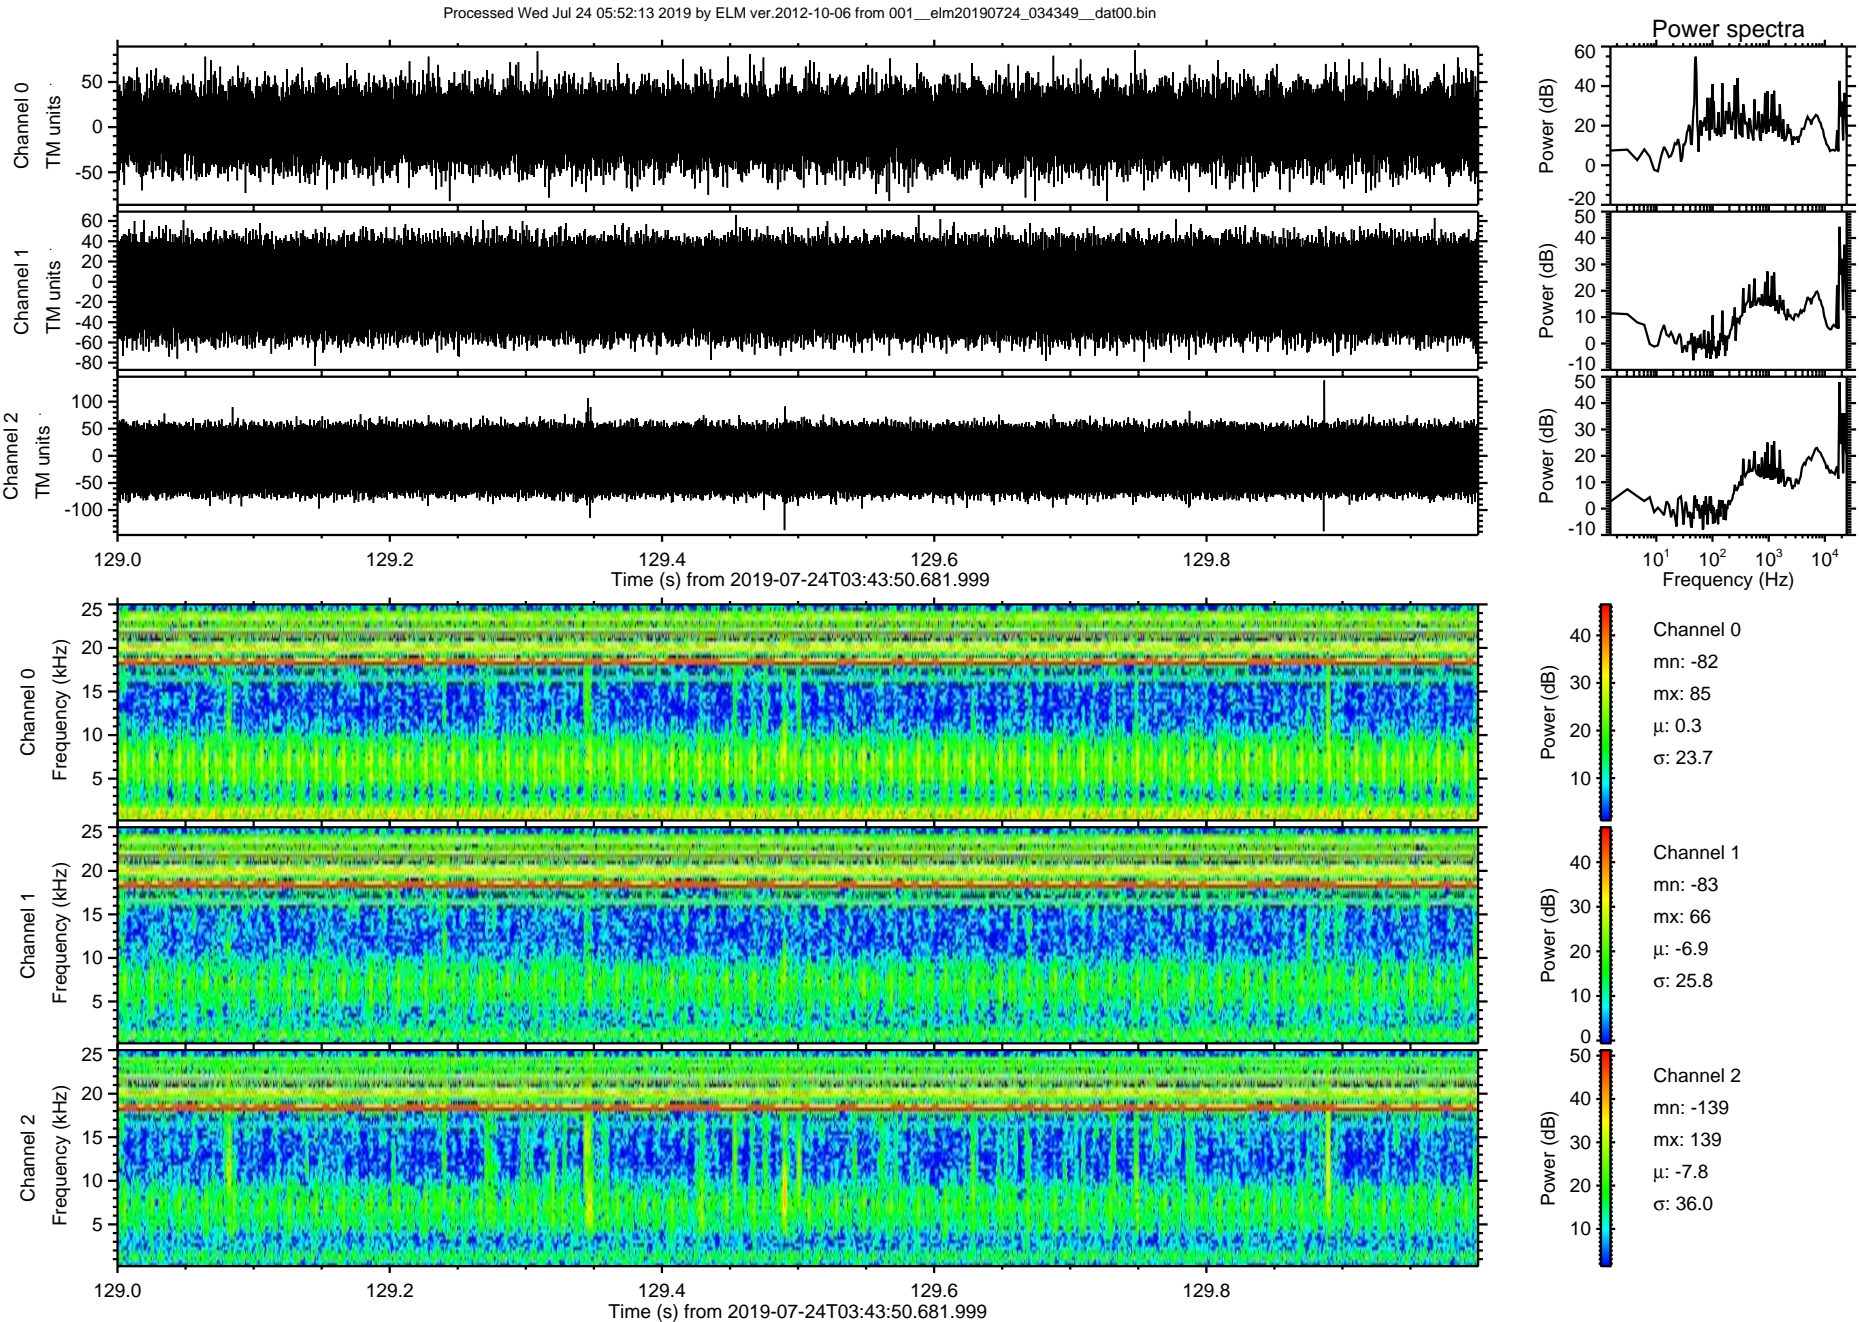 Processed Wed Jul 24 05:52:13 2019 by ELM ver.2012-10-06 from 001__elm20190724_034349__dat00.bin
Power spectra
Channel 0
TM units
50
0
-50
Power (dB)
60
40
20
0
-20
Channel 1
TM units
60
40
20
0
-20
-40
-60
-80
Power (dB)
50
40
30
20
10
0
-10
Channel 2
TM units
100
50
0
-50
-100
Power (dB)
50
40
30
20
10
0
-10
129.0 129.2 129.4 129.6 129.8
Time (s) from 2019-07-24T03:43:50.681.999
10^1 10^2 10^3 10^4
Frequency (Hz)
Channel 0
Frequency (kHz)
25
20
15
10
5
Power (dB)
40
30
20
10
Channel 0
mn: -82
mx: 85
μ: 0.3
σ: 23.7
Channel 1
Frequency (kHz)
25
20
15
10
5
Power (dB)
40
30
20
10
0
Channel 1
mn: -83
mx: 66
μ: -6.9
σ: 25.8
Channel 2
Frequency (kHz)
25
20
15
10
5
Power (dB)
50
40
30
20
10
Channel 2
mn: -139
mx: 139
μ: -7.8
σ: 36.0
129.0 129.2 129.4 129.6 129.8
Time (s) from 2019-07-24T03:43:50.681.999